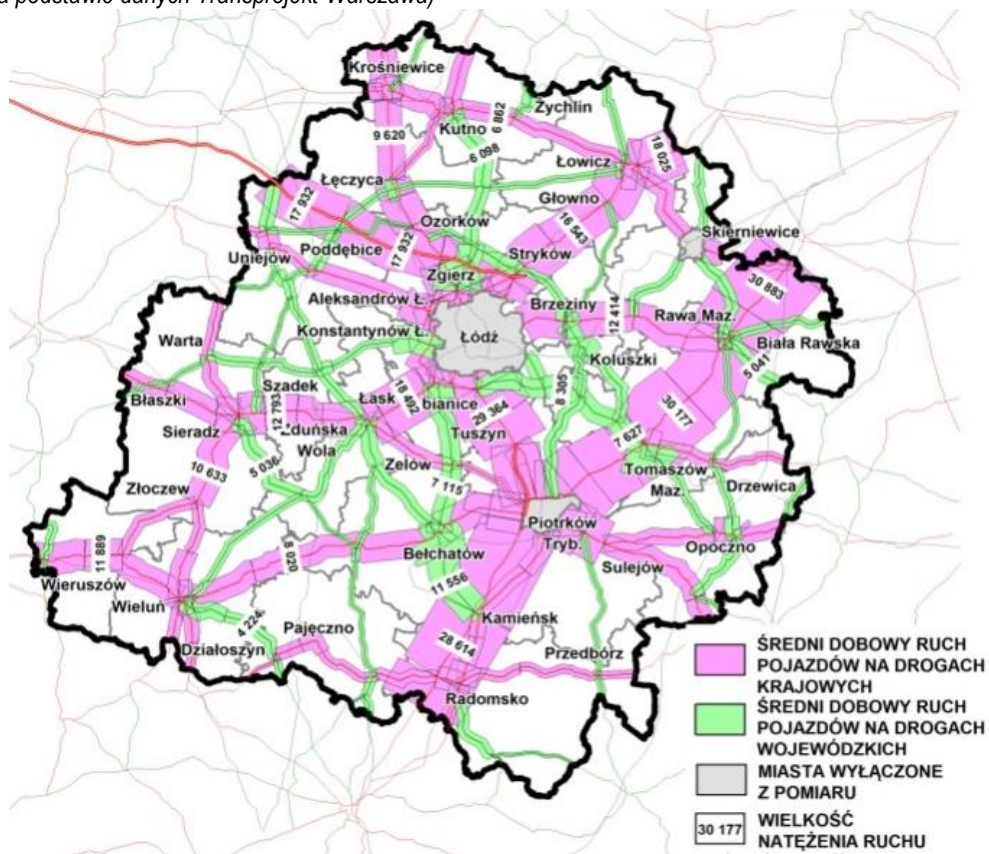 a podstawie danych Transprojekt-Warszawa)
Krośniewice
Żychlin
Kutno
6 862
9 620
6 098
Łowicz
18 025
Łęczyca
Głowno
17 932
Ozorków
16 543
Skierniewice
Poddębice
17 932
Stryków
Uniejów
Zgierz
30 883
Aleksandrów Ł.
Brzeziny
12 414
Rawa Maz.
Konstantynów Ł.
Łódź
Warta
Biała Rawska
Koluszki
5 041
Szadek
8 305
Błaszki
12 793
Łask
18 492
bianice
29 364
30 177
Sieradz
Zduńska
Wola
Tuszyn
7 627
5 036
Zelów
Tomaszów
Maz.
10 633
7 115
Drzewica
Złoczew
Piotrków
Tryb.
8 020
Bełchatów
Opoczno
11 889
Sulejów
Wieruszów
11 556
Wieluń
Kamieńsk
4 224
Pajęczno
Działoszyn
28 614
Przedbórz
Radomsko
ŚREDNI DOBOWY RUCH
POJAZDÓW NA DROGACH
KRAJOWYCH
ŚREDNI DOBOWY RUCH
POJAZDÓW NA DROGACH
WOJEWÓDZKICH
MIASTA WYŁĄCZONE
Z POMIARU
30 177
WIELKOŚĆ
NATĘŻENIA RUCHU